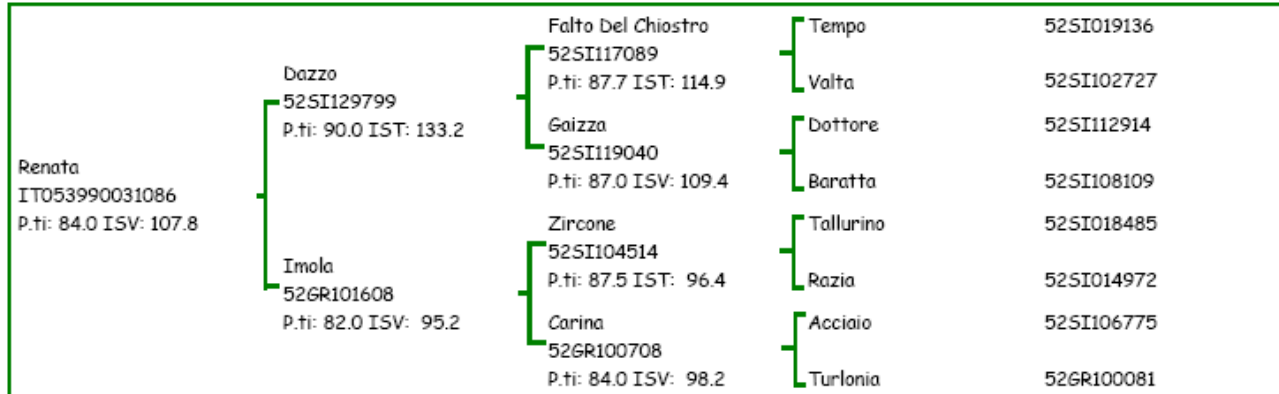 Falto Del Chiostro
52SI117089
P.ti: 87.7 IST: 114.9
Tempo 52SI019136
Valta 52SI102727
Dazzo
52SI129799
P.ti: 90.0 IST: 133.2
Gaizza
52SI119040
P.ti: 87.0 ISV: 109.4
Dottore 52SI112914
Baratta 52SI108109
Renata
IT053990031086
P.ti: 84.0 ISV: 107.8
Zircone
52SI104514
P.ti: 87.5 IST: 96.4
Tallurino 52SI018485
Razia 52SI014972
Imola
52GR101608
P.ti: 82.0 ISV: 95.2
Carina
52GR100708
P.ti: 84.0 ISV: 98.2
Acciaio 52SI106775
Turlonia 52GR100081